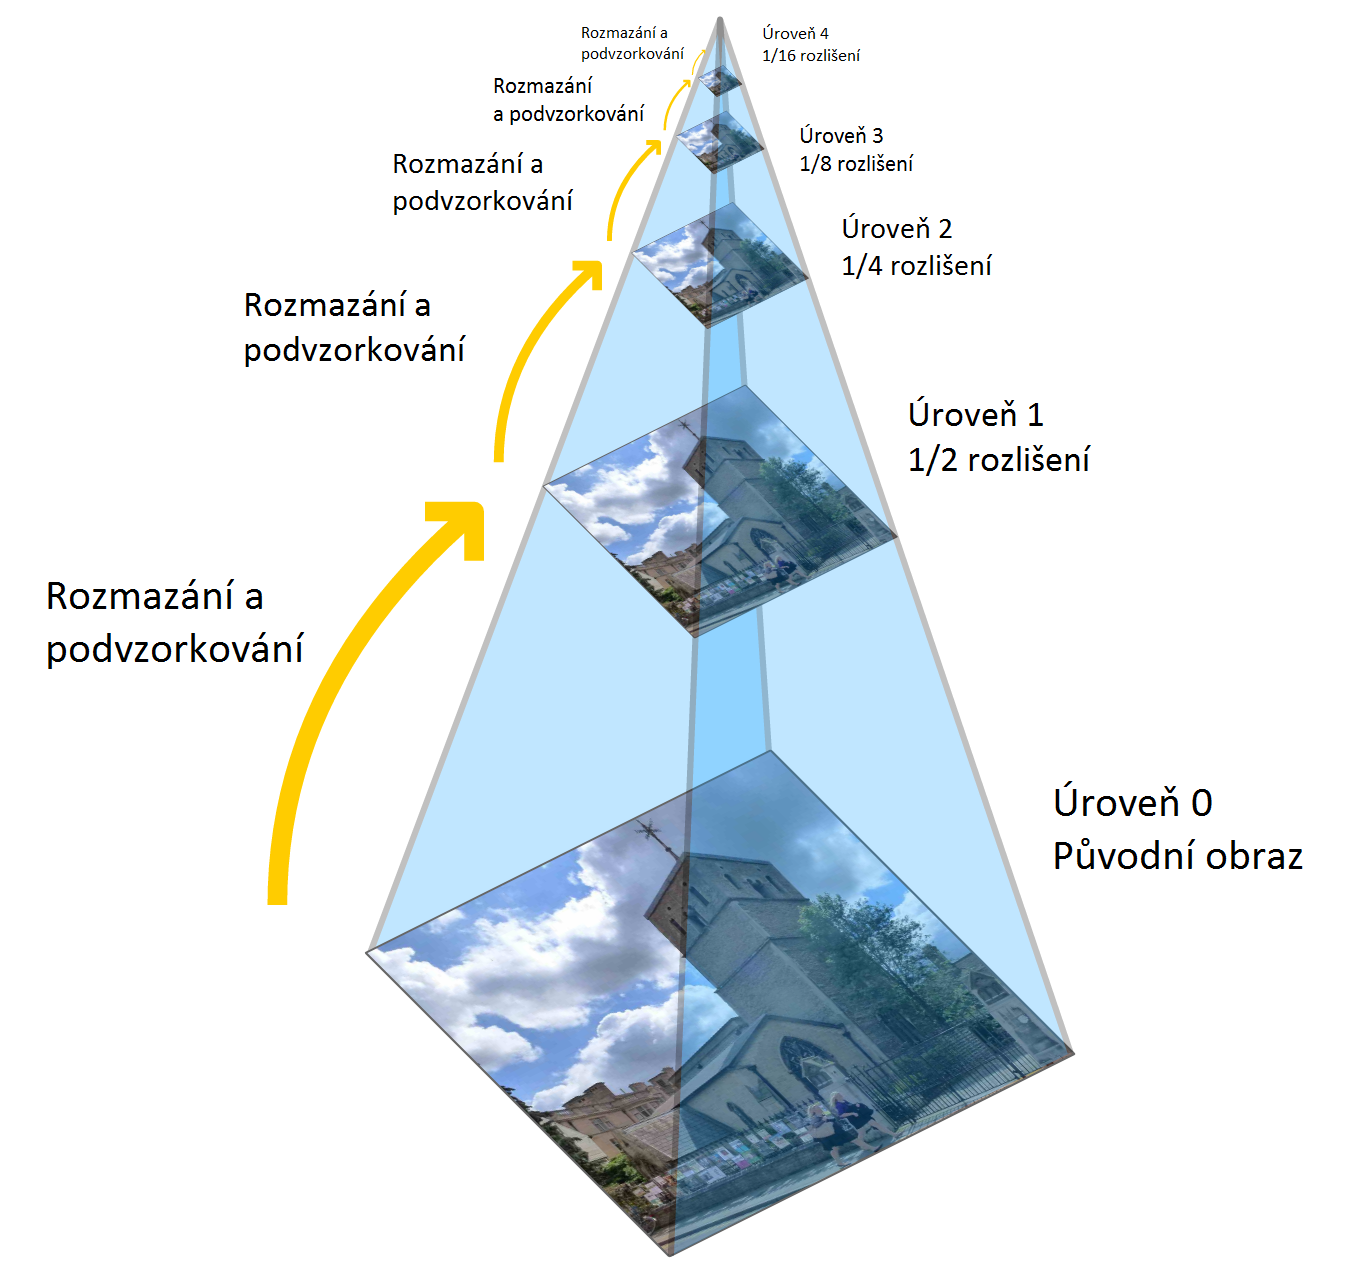 Rozmazání a
podvzorkování
Úroveň 4
1/16 rozlišení
Rozmazání
a podvzorkování
Úroveň 3
1/8 rozlišení
Rozmazání a
podvzorkování
Úroveň 2
1/4 rozlišení
Rozmazání a
podvzorkování
Úroveň 1
1/2 rozlišení
Rozmazání a
podvzorkování
Úroveň 0
Původní obraz